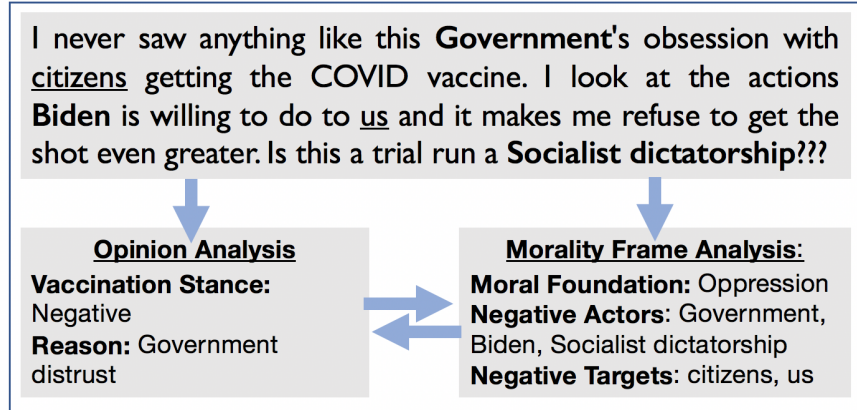 I never saw anything like this Government's obsession with
citizens getting the COVID vaccine. I look at the actions
Biden is willing to do to us and it makes me refuse to get the
shot even greater. Is this a trial run a Socialist dictatorship???
Opinion Analysis
Vaccination Stance:
Negative
Reason: Government
distrust
Morality Frame Analysis:
Moral Foundation: Oppression
Negative Actors: Government,
Biden, Socialist dictatorship
Negative Targets: citizens, us